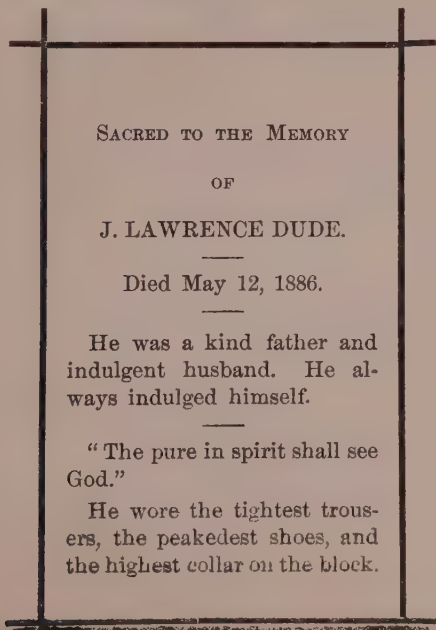 SACRED TO THE MEMORY
OF
J. LAWRENCE DUDE.
Died May 12, 1886.
He was a kind father and
indulgent husband. He al-
ways indulged himself.
"The pure in spirit shall see
God."
He wore the tightest trous-
ers, the peakedest shoes, and
the highest collar on the block.